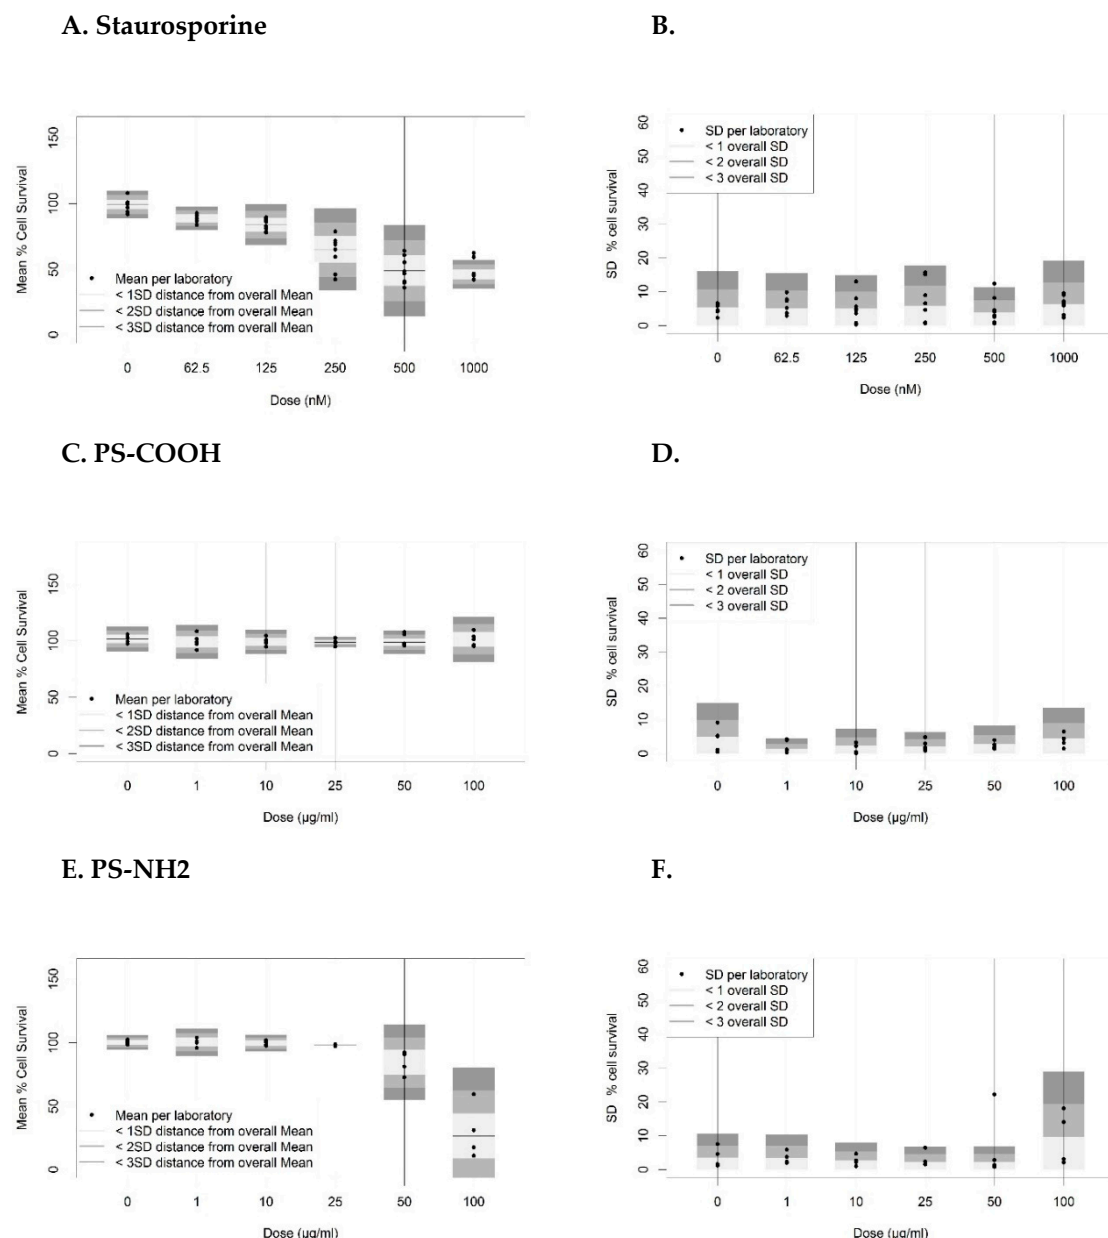 A. Staurosporine
B.
Mean % Cell Survival
150
100
50
0
Mean per laboratory
< 1SD distance from overall Mean
< 2SD distance from overall Mean
< 3SD distance from overall Mean
0 62.5 125 250 500 1000
Dose (nM)
SD % cell survival
60
50
40
30
20
10
0
SD per laboratory
< 1 overall SD
< 2 overall SD
< 3 overall SD
0 62.5 125 250 500 1000
Dose (nM)
C. PS-COOH
D.
Mean % Cell Survival
150
100
50
0
Mean per laboratory
< 1SD distance from overall Mean
< 2SD distance from overall Mean
< 3SD distance from overall Mean
0 1 10 25 50 100
Dose (µg/ml)
SD % cell survival
60
50
40
30
20
10
0
SD per laboratory
< 1 overall SD
< 2 overall SD
< 3 overall SD
0 1 10 25 50 100
Dose (µg/ml)
E. PS-NH2
F.
Mean % Cell Survival
150
100
50
0
Mean per laboratory
< 1SD distance from overall Mean
< 2SD distance from overall Mean
< 3SD distance from overall Mean
0 1 10 25 50 100
Dose (µg/ml)
SD % cell survival
60
50
40
30
20
10
0
SD per laboratory
< 1 overall SD
< 2 overall SD
< 3 overall SD
0 1 10 25 50 100
Dose (µg/ml)